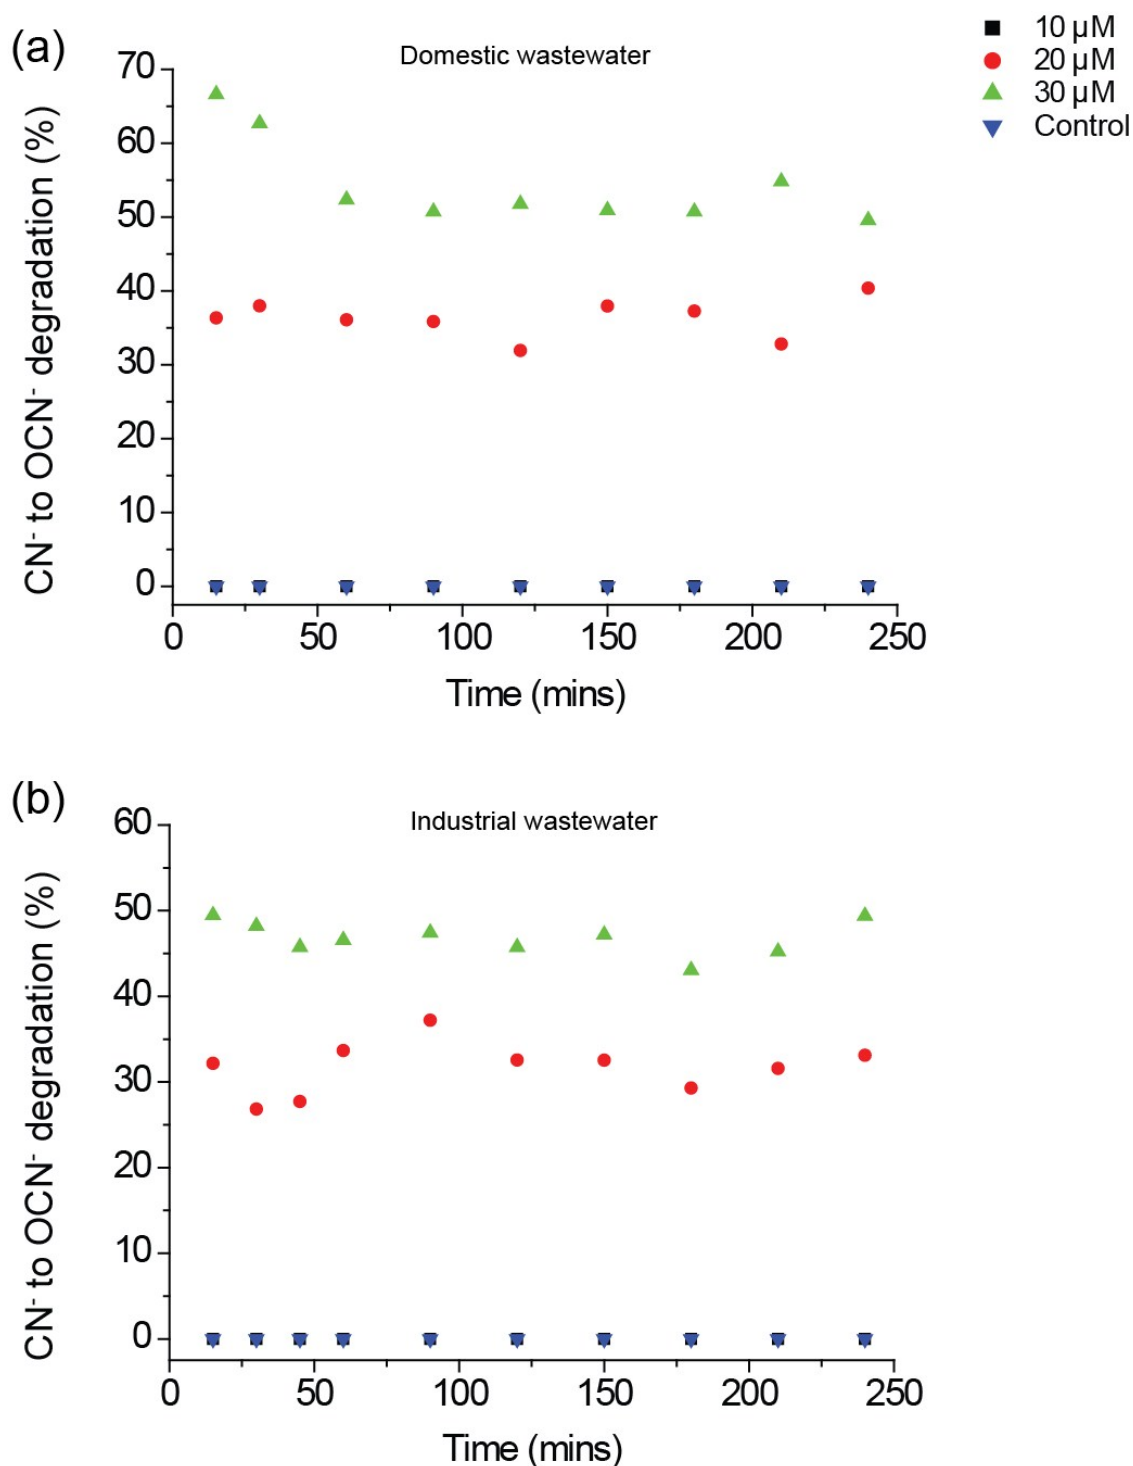 (a)
Domestic wastewater
10 µM
20 µM
30 µM
Control
CN⁻ to OCN⁻ degradation (%)
70
60
50
40
30
20
10
0
0 50 100 150 200 250
Time (mins)
(b)
Industrial wastewater
CN⁻ to OCN⁻ degradation (%)
60
50
40
30
20
10
0
0 50 100 150 200 250
Time (mins)